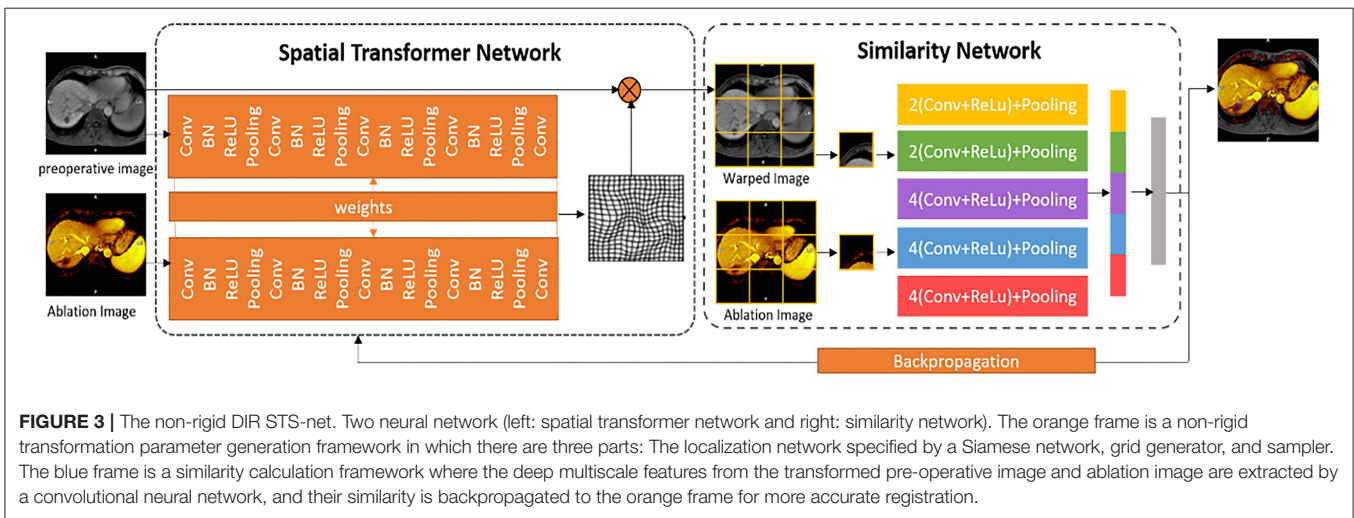 Spatial Transformer Network
Similarity Network
preoperative image
Conv BN ReLU Pooling Conv BN ReLU Pooling Conv BN ReLU Pooling Conv BN ReLU Pooling Conv
weights
Ablation Image
Conv BN ReLU Pooling Conv BN ReLU Pooling Conv BN ReLU Pooling Conv BN ReLU Pooling Conv
Warped Image
Ablation Image
2(Conv+ReLu)+Pooling
2(Conv+ReLu)+Pooling
4(Conv+ReLu)+Pooling
4(Conv+ReLu)+Pooling
4(Conv+ReLu)+Pooling
Backpropagation
FIGURE 3 | The non-rigid DIR STS-net. Two neural network (left: spatial transformer network and right: similarity network). The orange frame is a non-rigid
transformation parameter generation framework in which there are three parts: The localization network specified by a Siamese network, grid generator, and sampler.
The blue frame is a similarity calculation framework where the deep multiscale features from the transformed pre-operative image and ablation image are extracted by
a convolutional neural network, and their similarity is backpropagated to the orange frame for more accurate registration.